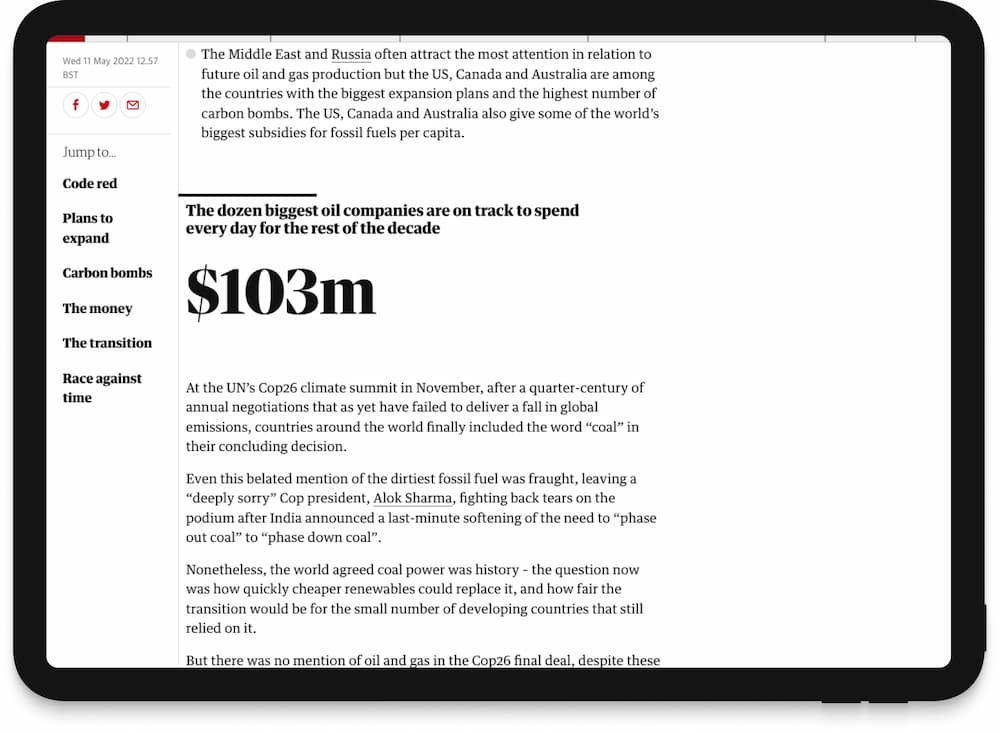 Wed 11 May 2022 12.57
BST
Jump to...
Code red
Plans to
expand
Carbon bombs
The money
The transition
Race against
time
The Middle East and Russia often attract the most attention in relation to
future oil and gas production but the US, Canada and Australia are among
the countries with the biggest expansion plans and the highest number of
carbon bombs. The US, Canada and Australia also give some of the world’s
biggest subsidies for fossil fuels per capita.
The dozen biggest oil companies are on track to spend
every day for the rest of the decade
$103m
At the UN’s Cop26 climate summit in November, after a quarter-century of
annual negotiations that as yet have failed to deliver a fall in global
emissions, countries around the world finally included the word “coal” in
their concluding decision.
Even this belated mention of the dirtiest fossil fuel was fraught, leaving a
“deeply sorry” Cop president, Alok Sharma, fighting back tears on the
podium after India announced a last-minute softening of the need to “phase
out coal” to “phase down coal”.
Nonetheless, the world agreed coal power was history – the question now
was how quickly cheaper renewables could replace it, and how fair the
transition would be for the small number of developing countries that still
relied on it.
But there was no mention of oil and gas in the Cop26 final deal, despite these